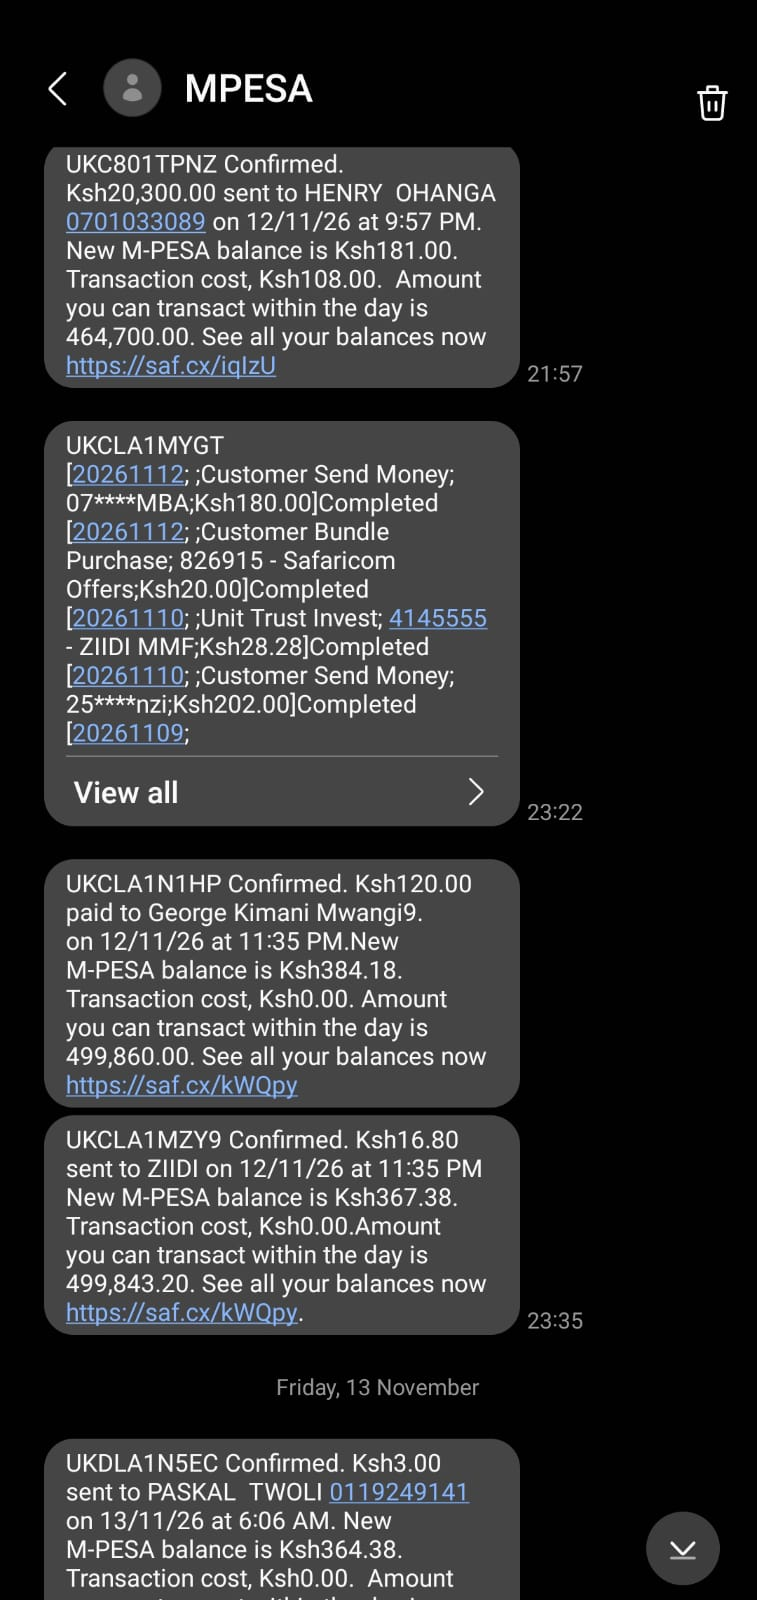 MPESA
UKC801TPNZ Confirmed.
Ksh20,300.00 sent to HENRY  OHANGA
0701033089 on 12/11/26 at 9:57 PM.
New M-PESA balance is Ksh181.00.
Transaction cost, Ksh108.00.  Amount
you can transact within the day is
464,700.00. See all your balances now
https://saf.cx/iqIzU
21:57
UKCLA1MYGT
[20261112; ;Customer Send Money;
07****MBA;Ksh180.00]Completed
[20261112; ;Customer Bundle
Purchase; 826915 - Safaricom
Offers;Ksh20.00]Completed
[20261110; ;Unit Trust Invest; 4145555
- ZIIDI MMF;Ksh28.28]Completed
[20261110; ;Customer Send Money;
25****nzi;Ksh202.00]Completed
[20261109;
View all
23:22
UKCLA1N1HP Confirmed. Ksh120.00
paid to George Kimani Mwangi9.
on 12/11/26 at 11:35 PM.New
M-PESA balance is Ksh384.18.
Transaction cost, Ksh0.00. Amount
you can transact within the day is
499,860.00. See all your balances now
https://saf.cx/kWQpy
UKCLA1MZY9 Confirmed. Ksh16.80
sent to ZIIDI on 12/11/26 at 11:35 PM
New M-PESA balance is Ksh367.38.
Transaction cost, Ksh0.00.Amount
you can transact within the day is
499,843.20. See all your balances now
https://saf.cx/kWQpy.
23:35
Friday, 13 November
UKDLA1N5EC Confirmed. Ksh3.00
sent to PASKAL  TWOLI 0119249141
on 13/11/26 at 6:06 AM. New
M-PESA balance is Ksh364.38.
Transaction cost, Ksh0.00.  Amount